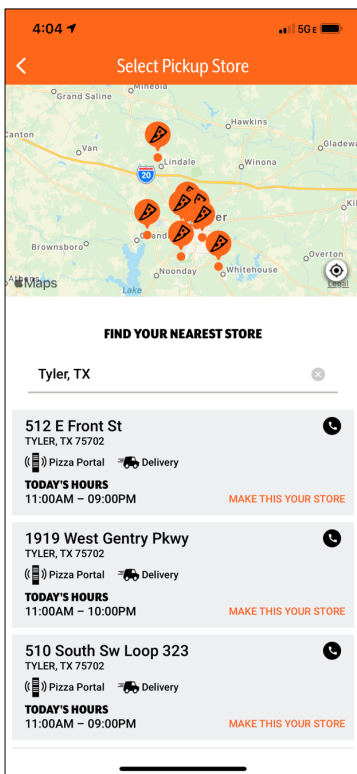 4:04
5G E
Select Pickup Store
Mineola
Grand Saline
Hawkins
Canton
Van
Gladewa
Lindale
20
Winona
er
Kil
Grand
Brownsboro
Overton
Noonday
Whitehouse
Athens
Maps
Lake
Legal
FIND YOUR NEAREST STORE
Tyler, TX
512 E Front St
TYLER, TX 75702
Pizza Portal Delivery
TODAY'S HOURS
11:00AM – 09:00PM MAKE THIS YOUR STORE
1919 West Gentry Pkwy
TYLER, TX 75702
Pizza Portal Delivery
TODAY'S HOURS
11:00AM – 10:00PM MAKE THIS YOUR STORE
510 South Sw Loop 323
TYLER, TX 75702
Pizza Portal Delivery
TODAY'S HOURS
11:00AM – 09:00PM MAKE THIS YOUR STORE